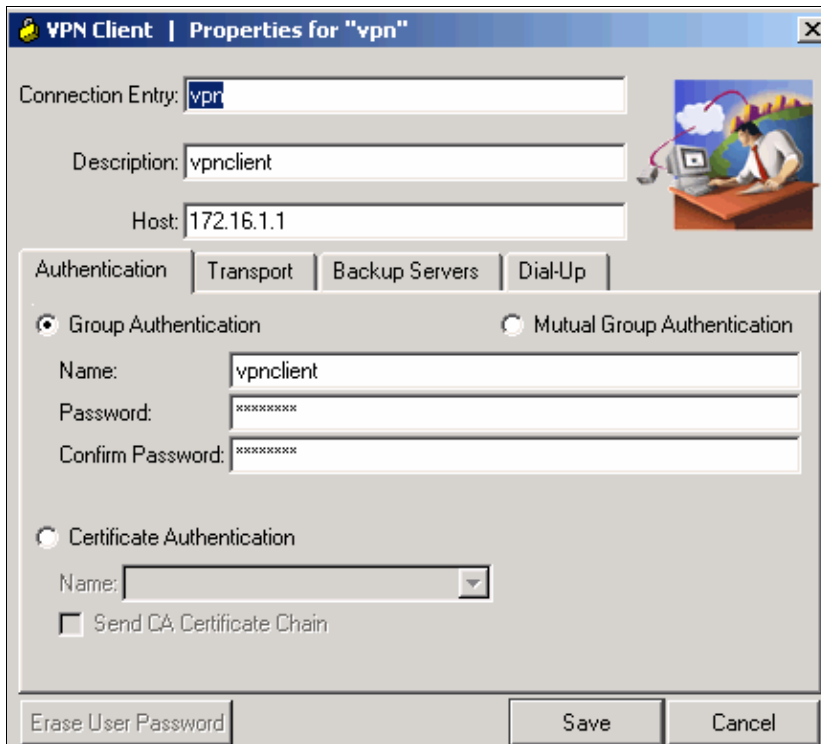 VPN Client | Properties for "vpn"
Connection Entry: vpn
Description: vpnclient
Host: 172.16.1.1
Authentication Transport Backup Servers Dial-Up
Group Authentication Mutual Group Authentication
Name: vpnclient
Password: ********
Confirm Password: ********
Certificate Authentication
Name:
Send CA Certificate Chain
Erase User Password Save Cancel